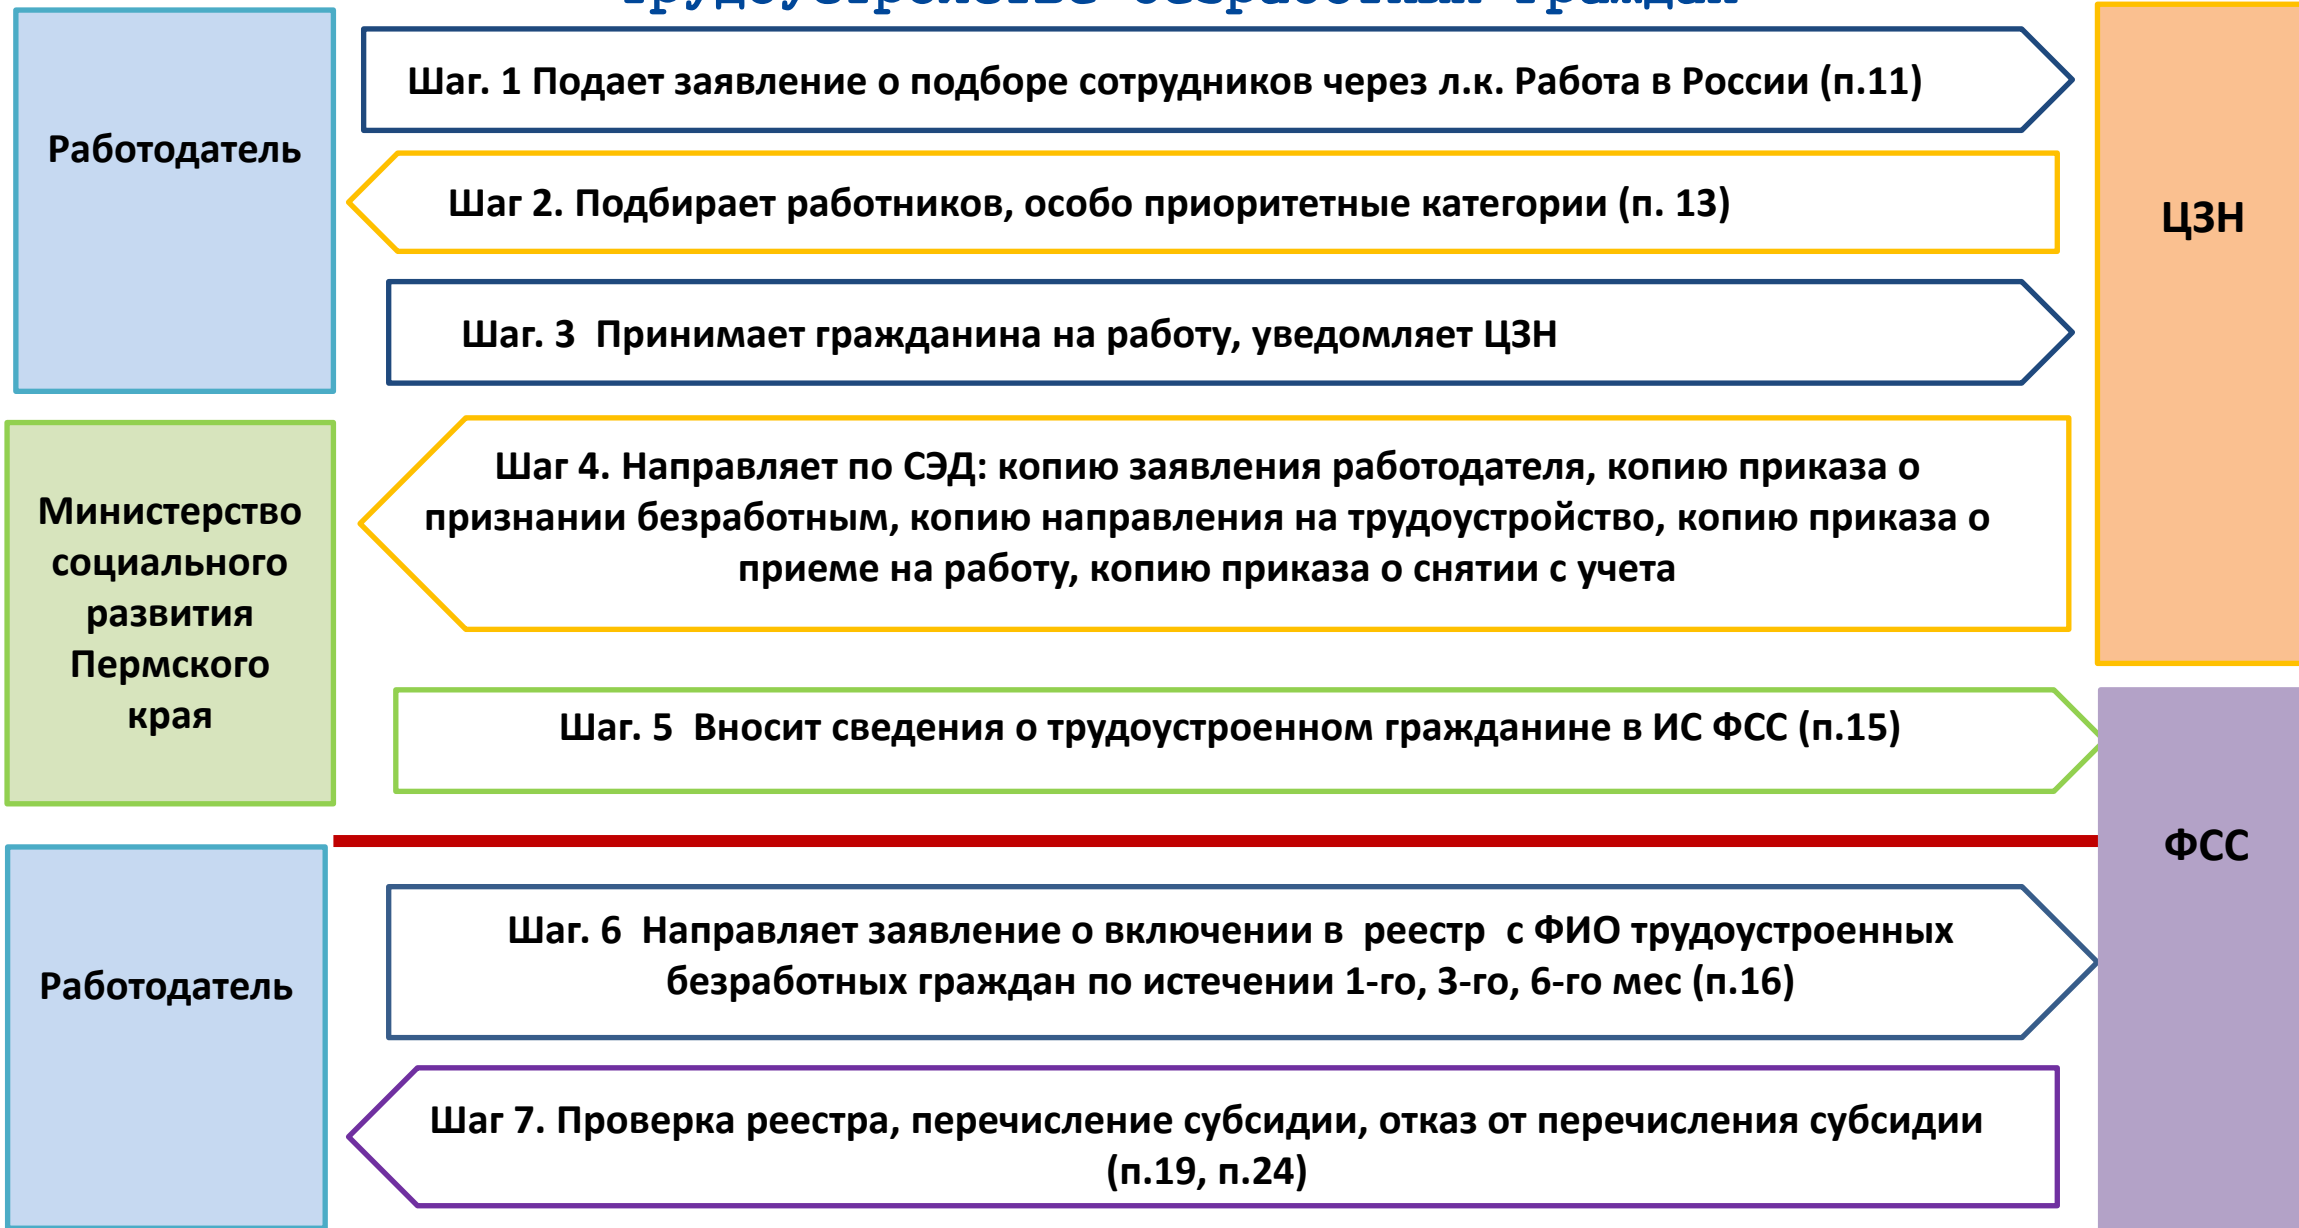 трудоустройстве безработных граждан
Работодатель
Шаг. 1 Подает заявление о подборе сотрудников через л.к. Работа в России (п.11)
Шаг 2. Подбирает работников, особо приоритетные категории (п. 13)
Шаг. 3  Принимает гражданина на работу, уведомляет ЦЗН
ЦЗН
Министерство
социального
развития
Пермского
края
Шаг 4. Направляет по СЭД: копию заявления работодателя, копию приказа о
признании безработным, копию направления на трудоустройство, копию приказа о
приеме на работу, копию приказа о снятии с учета
Шаг. 5  Вносит сведения о трудоустроенном гражданине в ИС ФСС (п.15)
ФСС
Работодатель
Шаг. 6  Направляет заявление о включении в  реестр  с ФИО трудоустроенных
безработных граждан по истечении 1-го, 3-го, 6-го мес (п.16)
Шаг 7. Проверка реестра, перечисление субсидии, отказ от перечисления субсидии
(п.19, п.24)